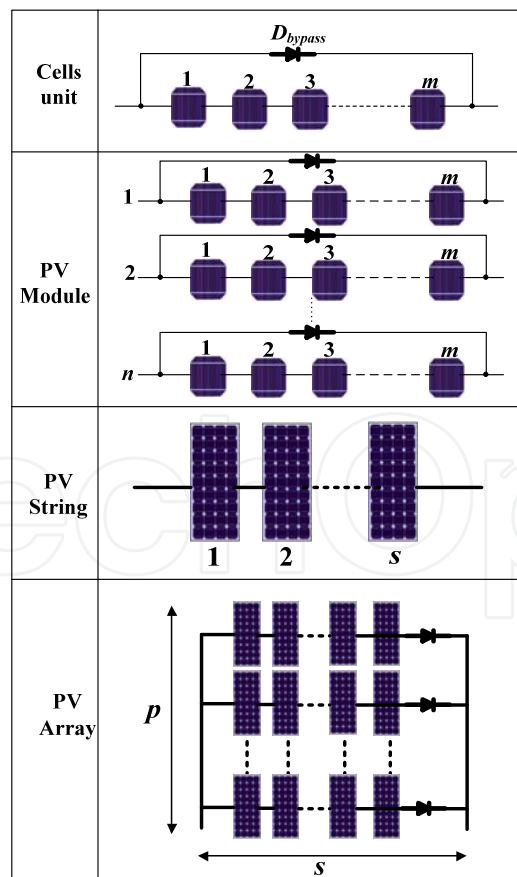 D_bypass
Cells
unit
1 2 3 m
PV
Module
1 2 3 m
1
1 2 3 m
2
1 2 3 m
n
PV
String
1 2 s
PV
Array
p
s